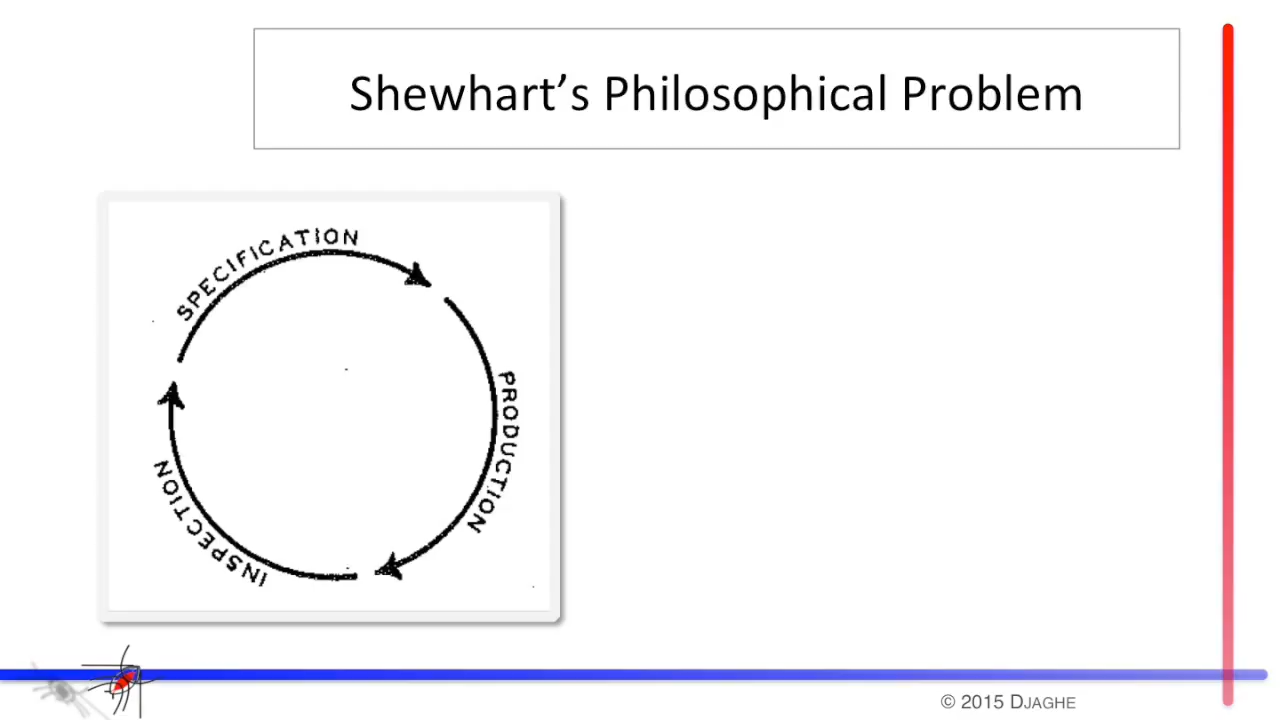 Shewhart’s Philosophical Problem
SPECIFICATION
PRODUCTION
INSPECTION
© 2015 DJAGHE